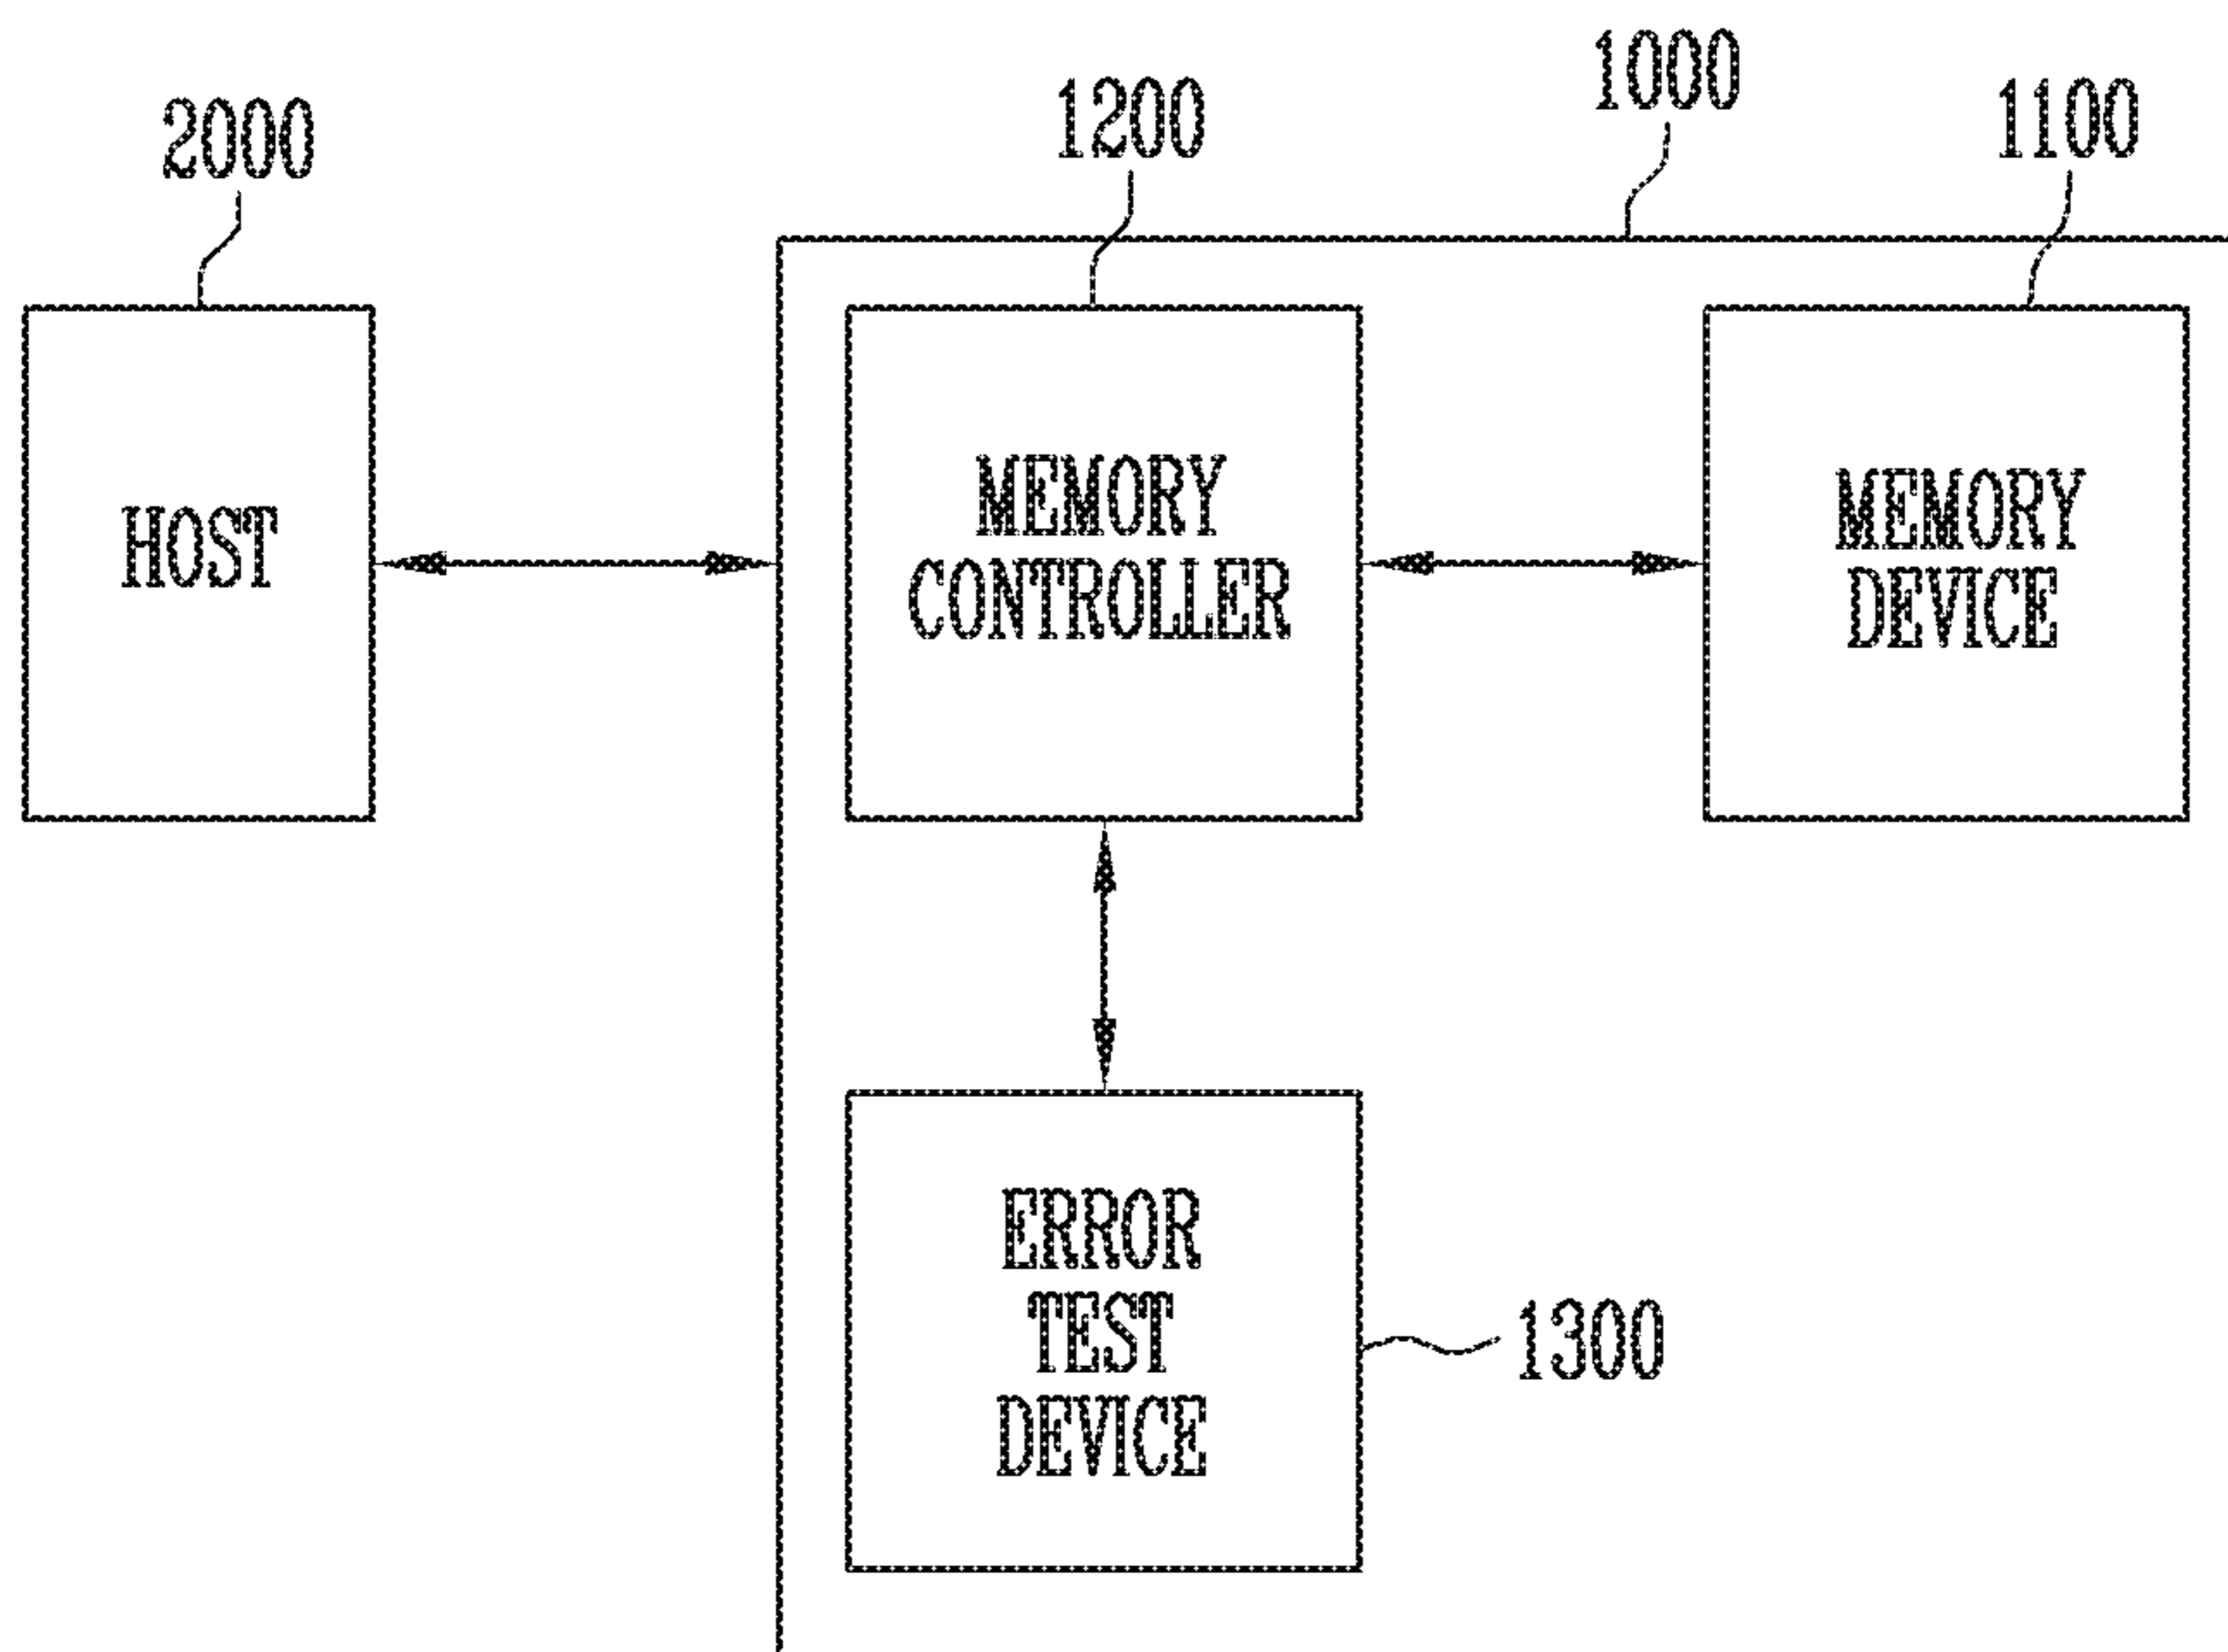 1000
2000
1200
1100
HOST
MEMORY
CONTROLLER
MEMORY
DEVICE
ERROR
TEST
DEVICE
1300